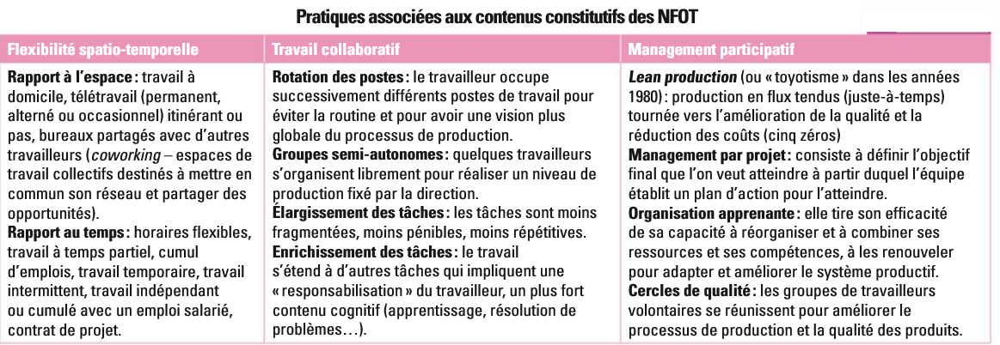 Pratiques associées aux contenus constitutifs des NFOT
Flexibilité spatio-temporelle
Rapport à l'espace : travail à
domicile, télétravail (permanent,
alterné ou occasionnel) itinérant ou
pas, bureaux partagés avec d'autres
travailleurs (coworking – espaces de
travail collectifs destinés à mettre en
commun son réseau et partager des
opportunités).
Rapport au temps : horaires flexibles,
travail à temps partiel, cumul
d'emplois, travail temporaire, travail
intermittent, travail indépendant
ou cumulé avec un emploi salarié,
contrat de projet.
Travail collaboratif
Rotation des postes : le travailleur occupe
successivement différents postes de travail pour
éviter la routine et pour avoir une vision plus
globale du processus de production.
Groupes semi-autonomes : quelques travailleurs
s'organisent librement pour réaliser un niveau de
production fixé par la direction.
Élargissement des tâches : les tâches sont moins
fragmentées, moins pénibles, moins répétitives.
Enrichissement des tâches : le travail
s'étend à d'autres tâches qui impliquent une
« responsabilisation » du travailleur, un plus fort
contenu cognitif (apprentissage, résolution de
problèmes…).
Management participatif
Lean production (ou « toyotisme » dans les années
1980) : production en flux tendus (juste-à-temps)
tournée vers l'amélioration de la qualité et la
réduction des coûts (cinq zéros)
Management par projet : consiste à définir l'objectif
final que l'on veut atteindre à partir duquel l'équipe
établit un plan d'action pour l'atteindre.
Organisation apprenante : elle tire son efficacité
de sa capacité à réorganiser et à combiner ses
ressources et ses compétences, à les renouveler
pour adapter et améliorer le système productif.
Cercles de qualité : les groupes de travailleurs
volontaires se réunissent pour améliorer le
processus de production et la qualité des produits.